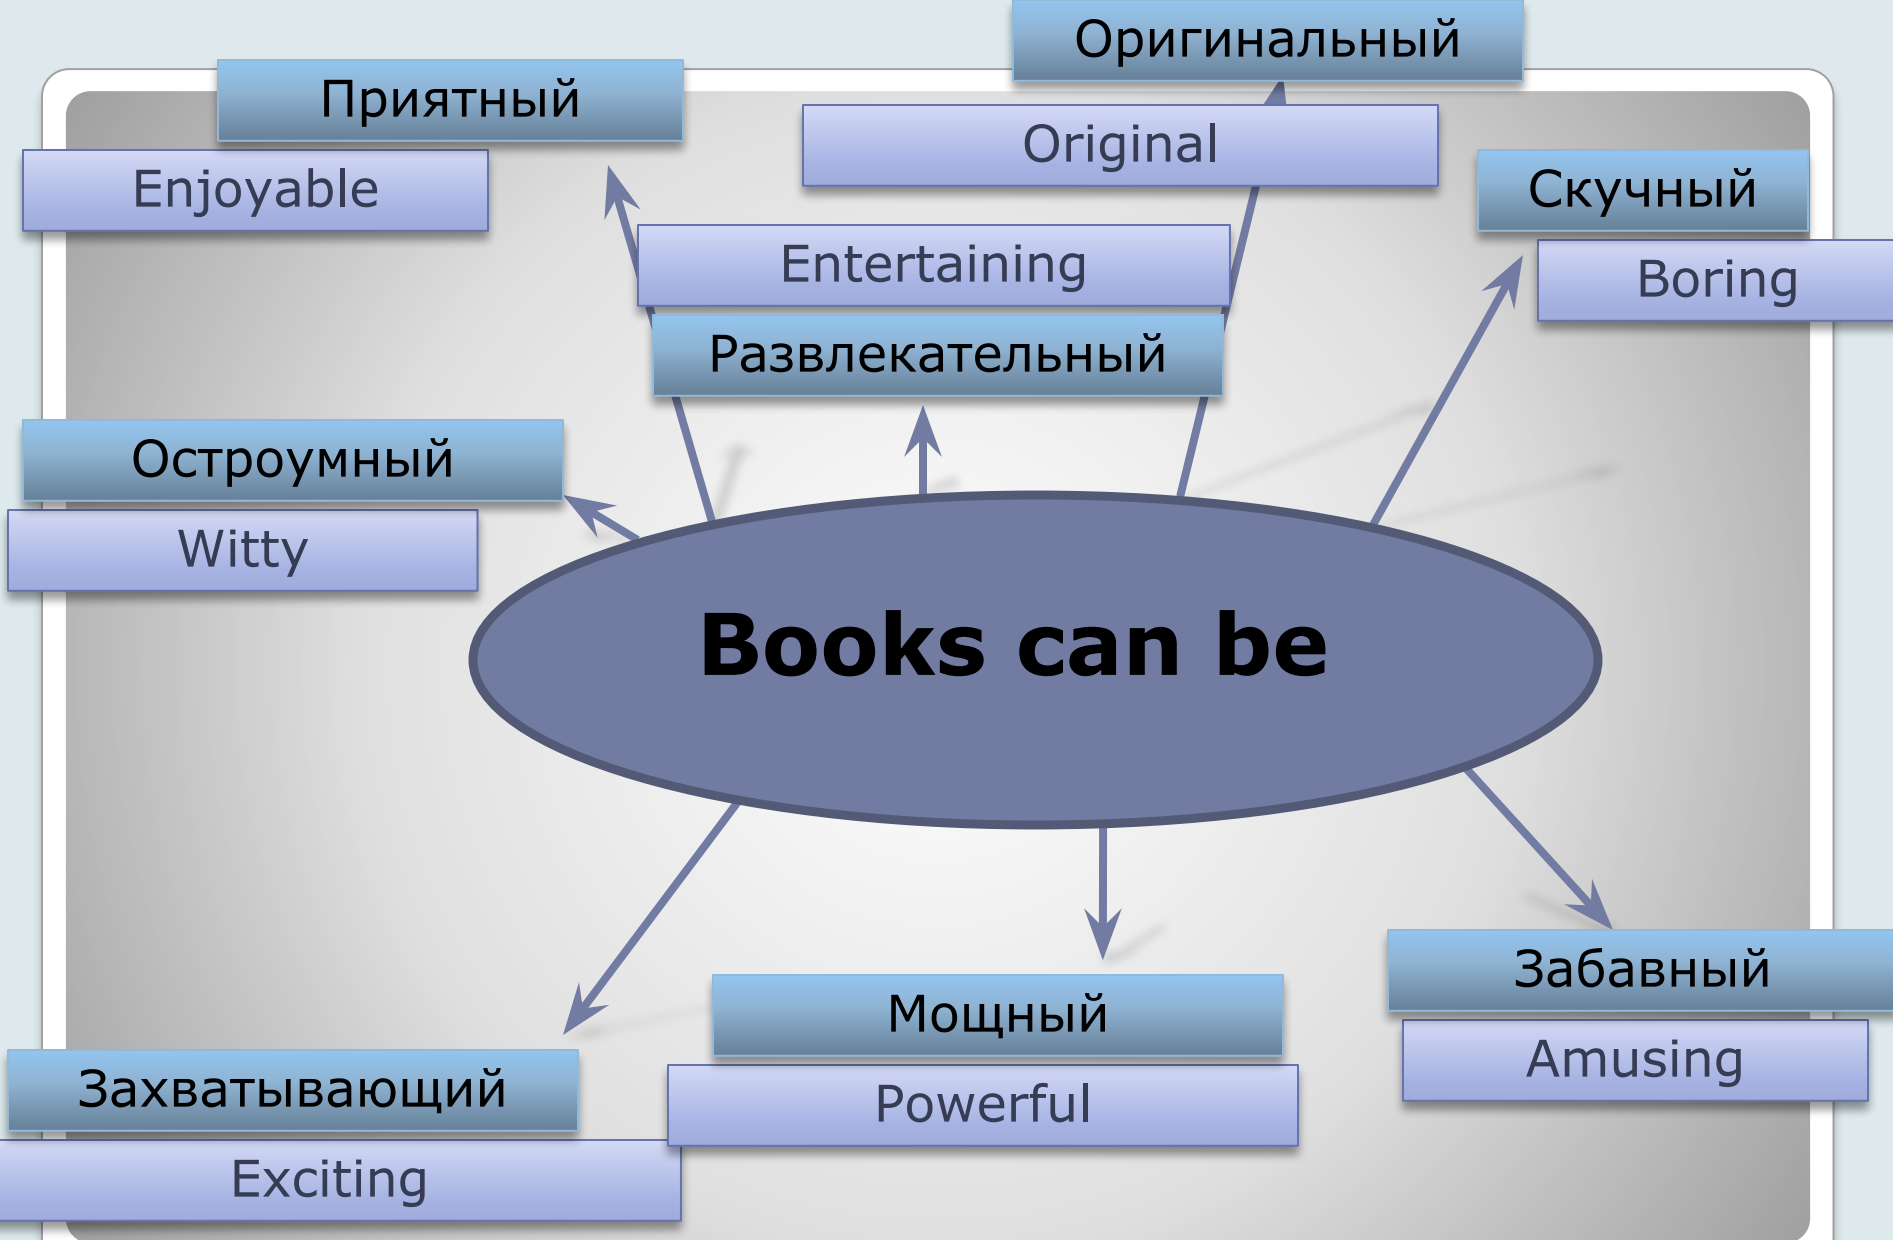 Оригинальный
Приятный
Original
Enjoyable
Скучный
Entertaining
Boring
Развлекательный
Остроумный
Witty
Books can be
Забавный
Мощный
Amusing
Захватывающий
Powerful
Exciting